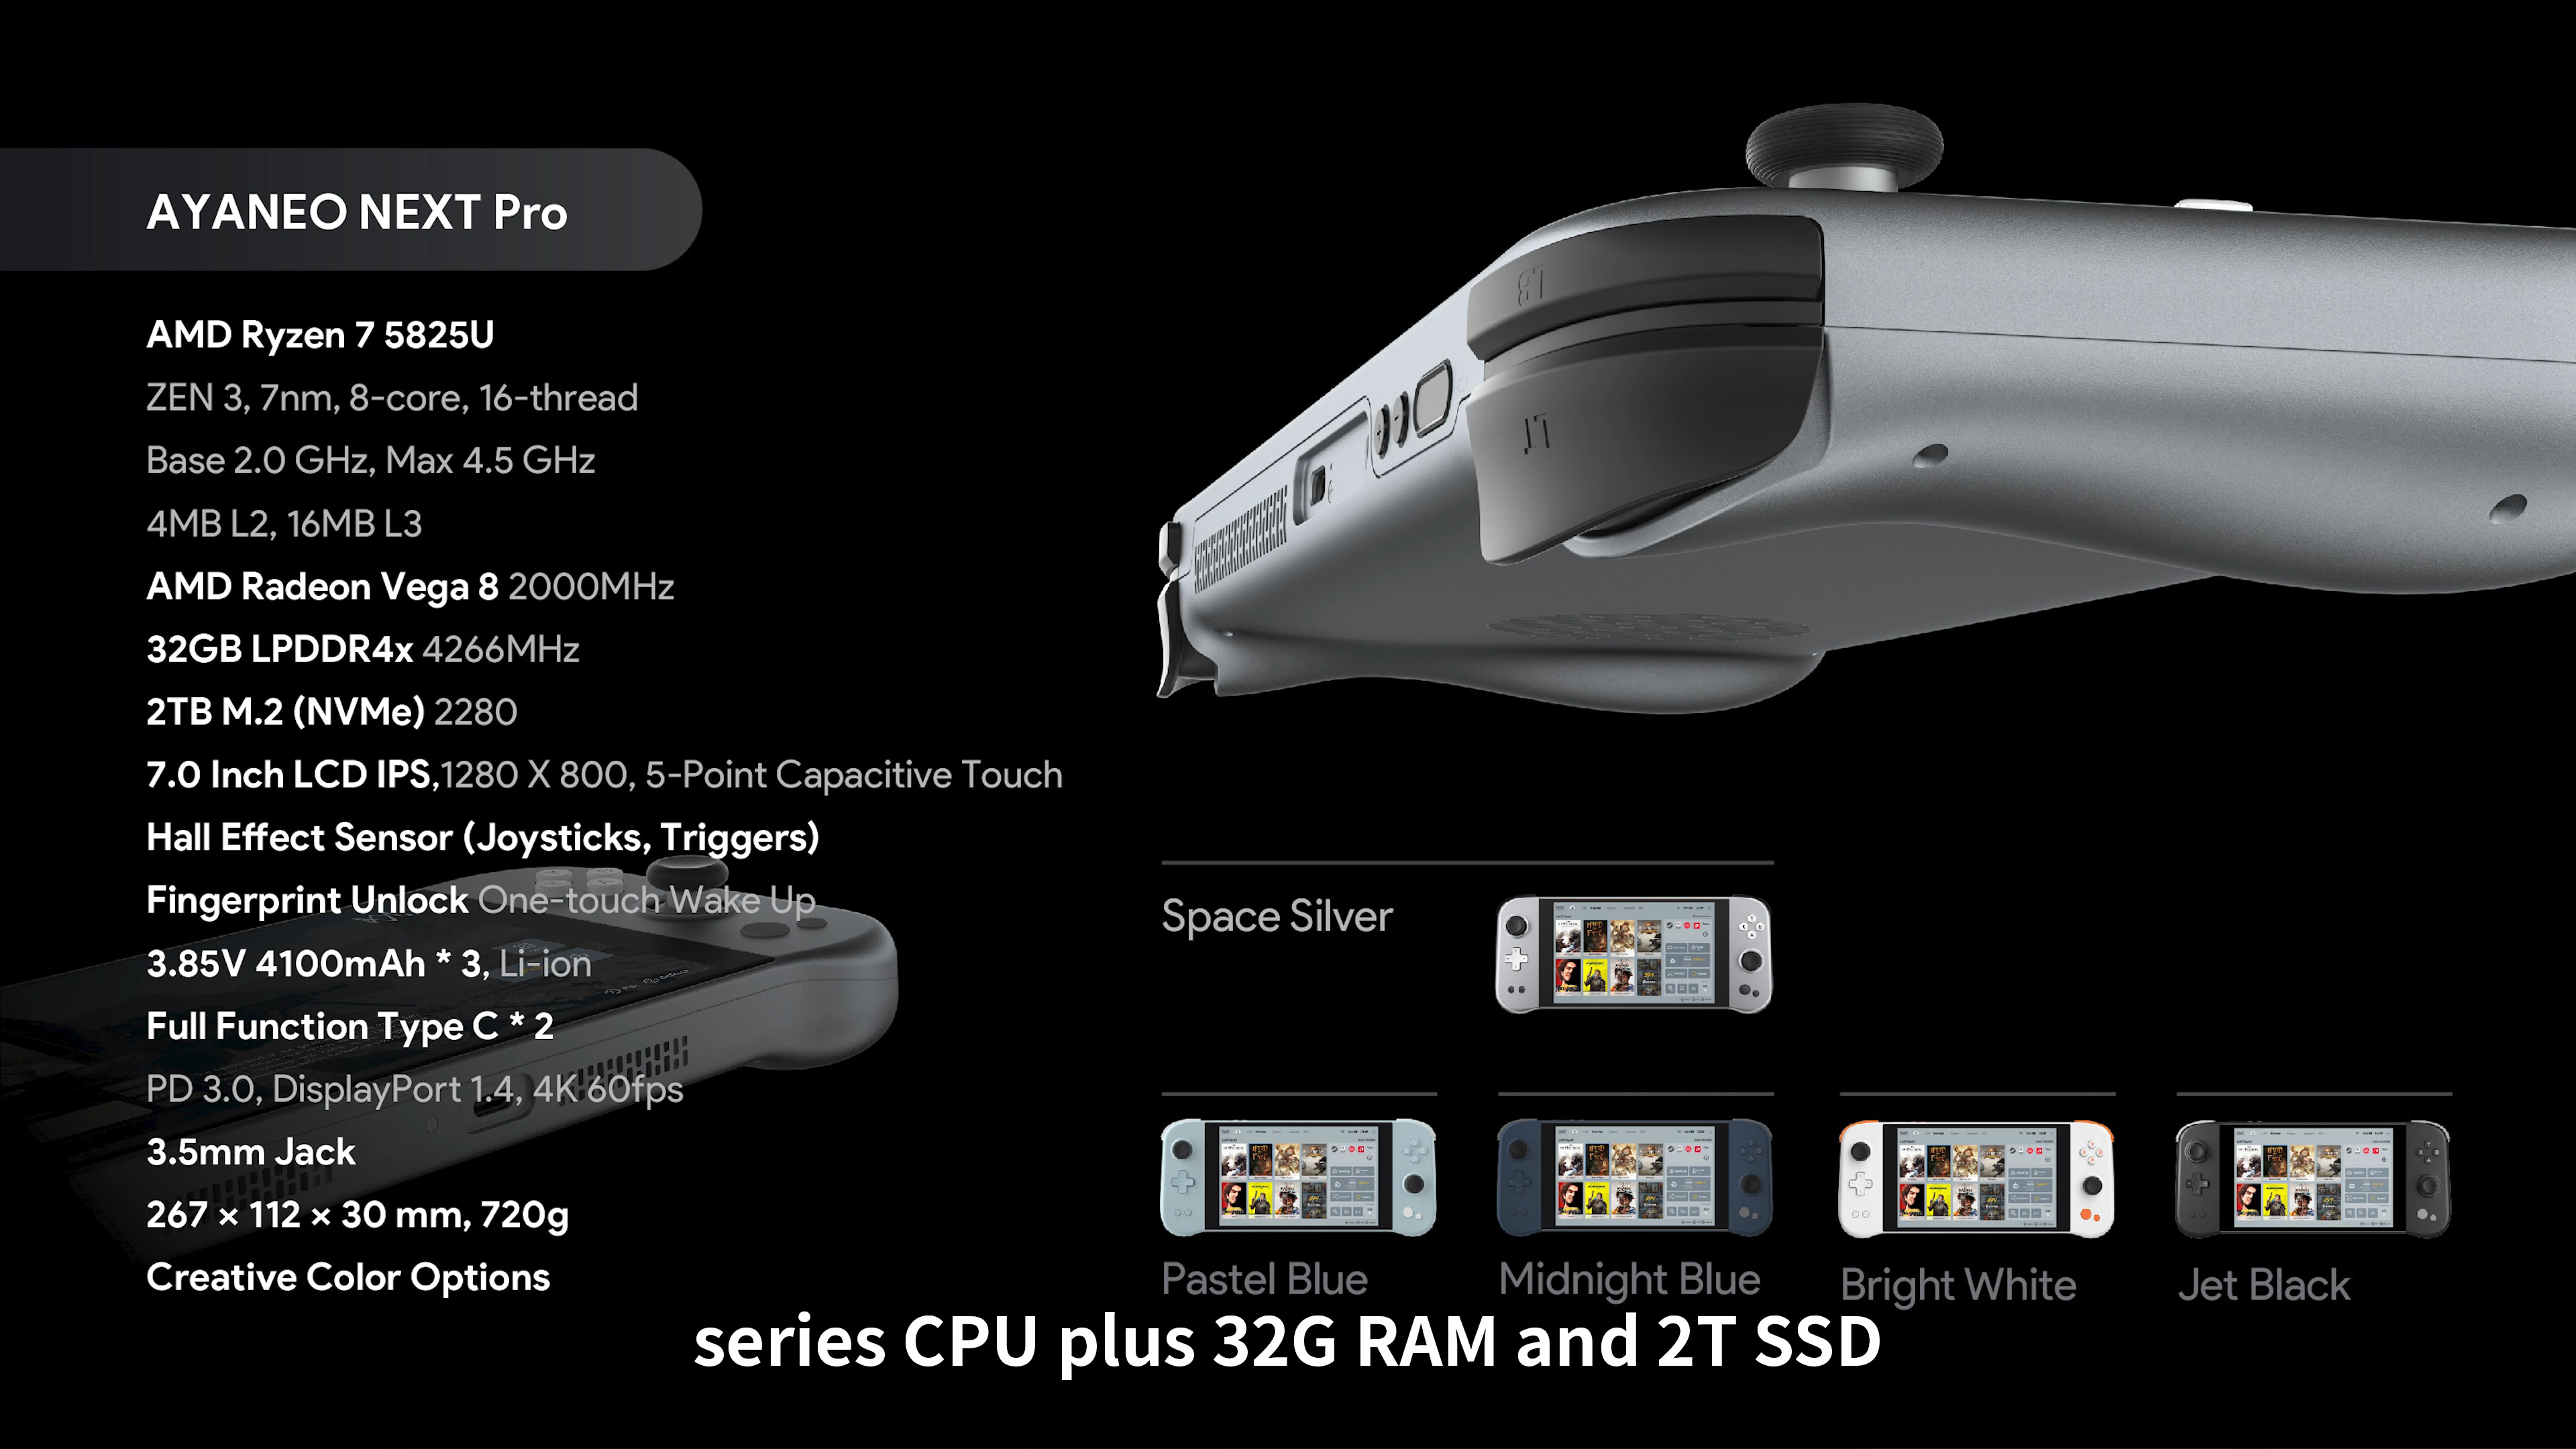 AYANEO NEXT Pro
AMD Ryzen 7 5825U
ZEN 3, 7nm, 8-core, 16-thread
Base 2.0 GHz, Max 4.5 GHz
4MB L2, 16MB L3
AMD Radeon Vega 8 2000MHz
32GB LPDDR4x 4266MHz
2TB M.2 (NVMe) 2280
7.0 Inch LCD IPS,1280 X 800, 5-Point Capacitive Touch
Hall Effect Sensor (Joysticks, Triggers)
Fingerprint Unlock One-touch Wake Up
3.85V 4100mAh * 3, Li-ion
Full Function Type C * 2
PD 3.0, DisplayPort 1.4, 4K 60fps
3.5mm Jack
267 × 112 × 30 mm, 720g
Creative Color Options
Space Silver
Pastel Blue
Midnight Blue
Bright White
Jet Black
series CPU plus 32G RAM and 2T SSD